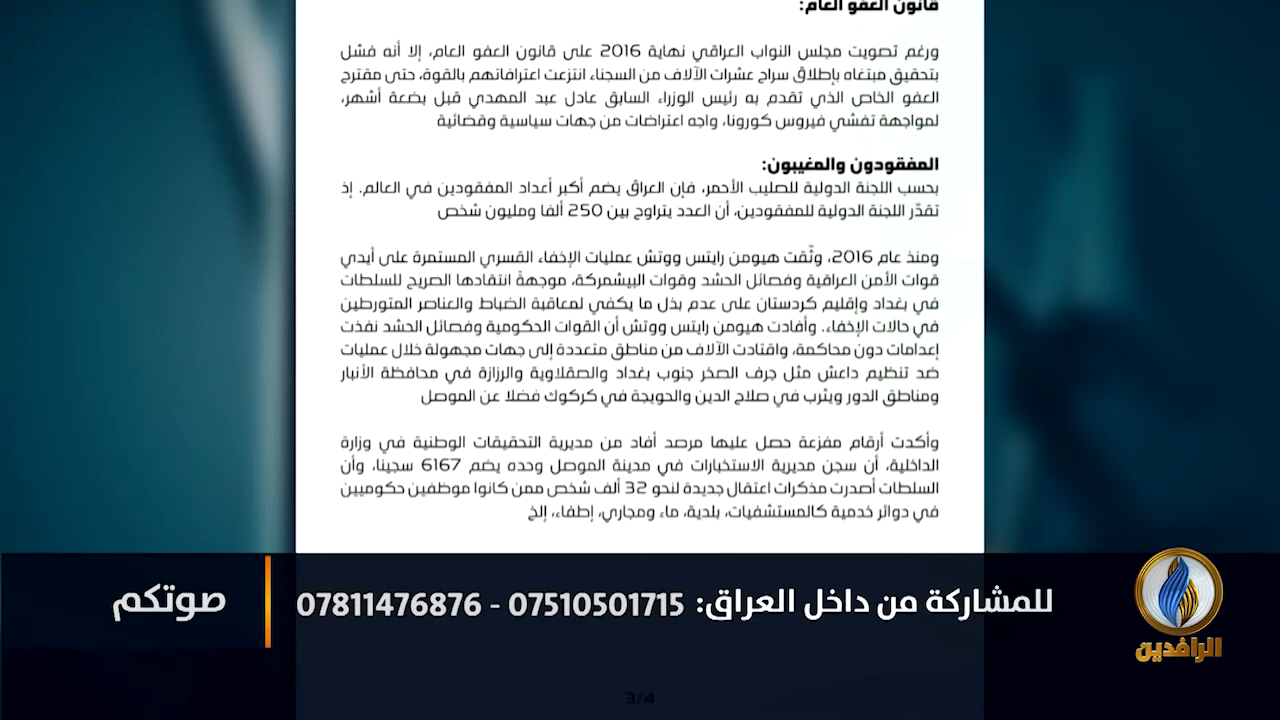 قانون العفو العام:
ورغم تصويت مجلس النواب العراقي نهاية 2016 على قانون العفو العام، إلا أنه فشل
بتحقيق مبتغاه بإطلاق سراح عشرات الآلاف من السجناء انتزعت اعترافاتهم بالقوة، حتى مقترح
العفو الخاص الذي تقدم به رئيس الوزراء السابق عادل عبد المهدي قبل بضعة أشهر،
لمواجهة تفشي فيروس كورونا، واجه اعتراضات من جهات سياسية وقضائية
المفقودون والمغيبون:
بحسب اللجنة الدولية للصليب الأحمر، فإن العراق يضم أكبر أعداد المفقودين في العالم. إذ
تقدّر اللجنة الدولية للمفقودين، أن العدد يتراوح بين 250 ألفا ومليون شخص
ومنذ عام 2016، وثّقت هيومن رايتس ووتش عمليات الإخفاء القسري المستمرة على أيدي
قوات الأمن العراقية وفصائل الحشد وقوات البيشمركة، موجهةً انتقادها الصريح للسلطات
في بغداد وإقليم كردستان على عدم بذل ما يكفي لمعاقبة الضباط والعناصر المتورطين
في حالات الإخفاء. وأفادت هيومن رايتس ووتش أن القوات الحكومية وفصائل الحشد نفذت
إعدامات دون محاكمة، واقتادت الآلاف من مناطق متعددة إلى جهات مجهولة خلال عمليات
ضد تنظيم داعش مثل جرف الصخر جنوب بغداد والصقلاوية والرزازة في محافظة الأنبار
ومناطق الدور ويثرب في صلاح الدين والحويجة في كركوك فضلا عن الموصل
وأكدت أرقام مفزعة حصل عليها مرصد أفاد من مديرية التحقيقات الوطنية في وزارة
الداخلية، أن سجن مديرية الاستخبارات في مدينة الموصل وحده يضم 6167 سجينا، وأن
السلطات أصدرت مذكرات اعتقال جديدة لنحو 32 ألف شخص ممن كانوا موظفين حكوميين
في دوائر خدمية كالمستشفيات، بلدية، ماء ومجاري، إطفاء، إلخ
للمشاركة من داخل العراق: 07510501715 - 07811476876
صوتكم
الرافدين
3/4